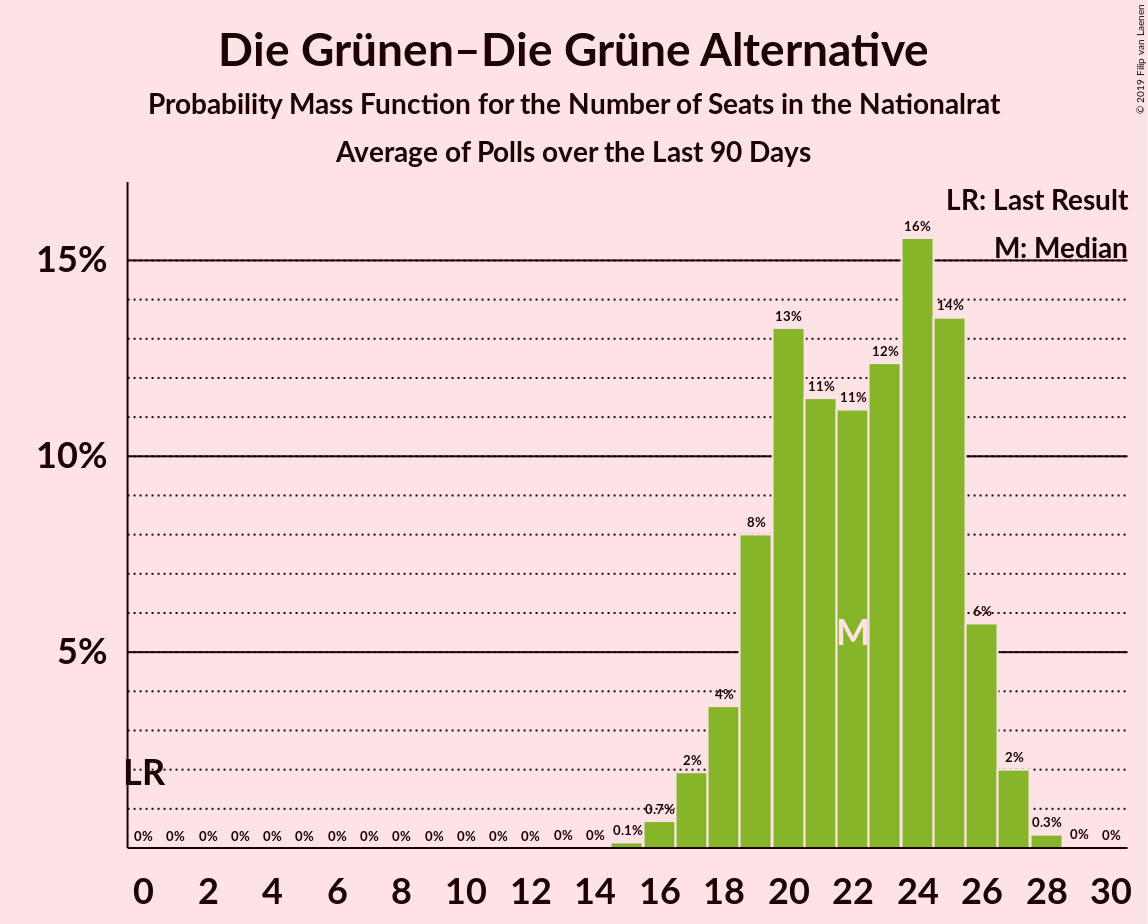 Die Grünen–Die Grüne Alternative
Probability Mass Function for the Number of Seats in the Nationalrat
Average of Polls over the Last 90 Days
© 2019 Filip van Laenen
LR: Last Result
M: Median
15%
10%
5%
16%
14%
13%
12%
11%
11%
8%
6%
M
4%
2%
2%
LR
0.7%
0% 0% 0% 0% 0% 0% 0% 0% 0% 0% 0% 0% 0% 0% 0% 0.1% 0.3% 0% 0%
0 2 4 6 8 10 12 14 16 18 20 22 24 26 28 30